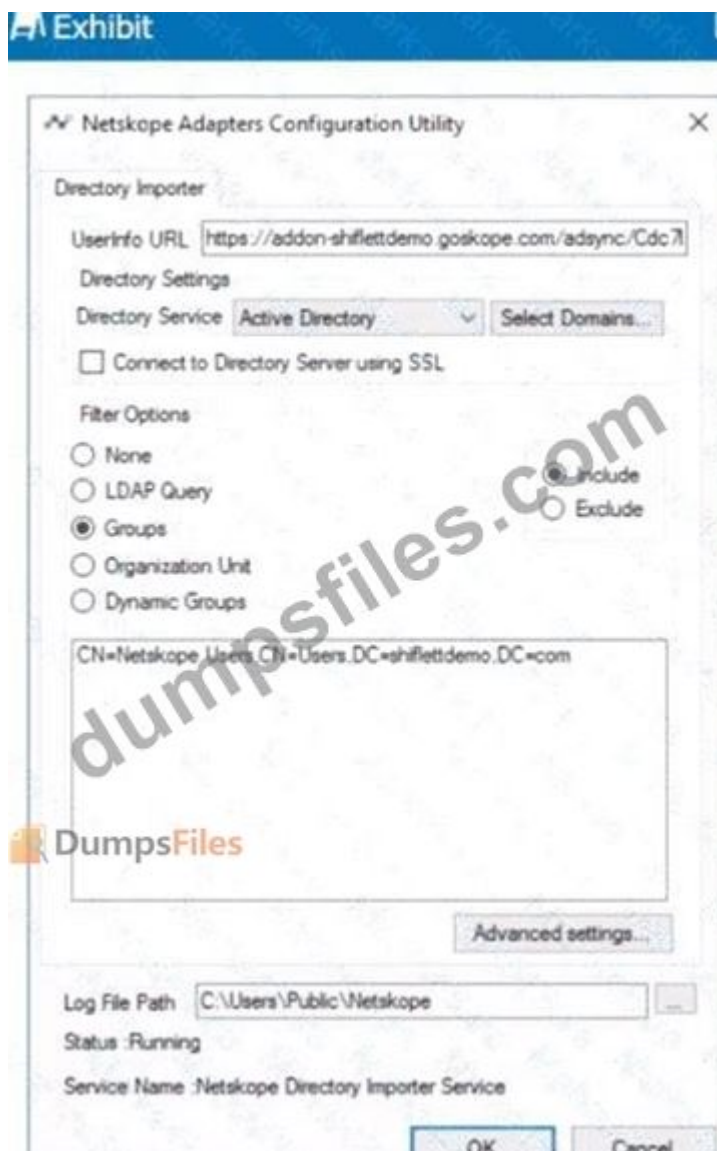 Exhibit
Netskope Adapters Configuration Utility
Directory Importer
UserInfo URL https://addon-shiflettdemo.goskope.com/adsync/Cdc7
Directory Settings
Directory Service Active Directory Select Domains...
Connect to Directory Server using SSL
Filter Options
None
LDAP Query
Groups
Organization Unit
Dynamic Groups
Include
Exclude
CN=Netskope Users,CN=Users,DC=shiflettdemo,DC=com
dumpsfiles.com
DumpsFiles
Advanced settings...
Log File Path C:\Users\Public\Netskope ...
Status :Running
Service Name :Netskope Directory Importer Service
OK Cancel